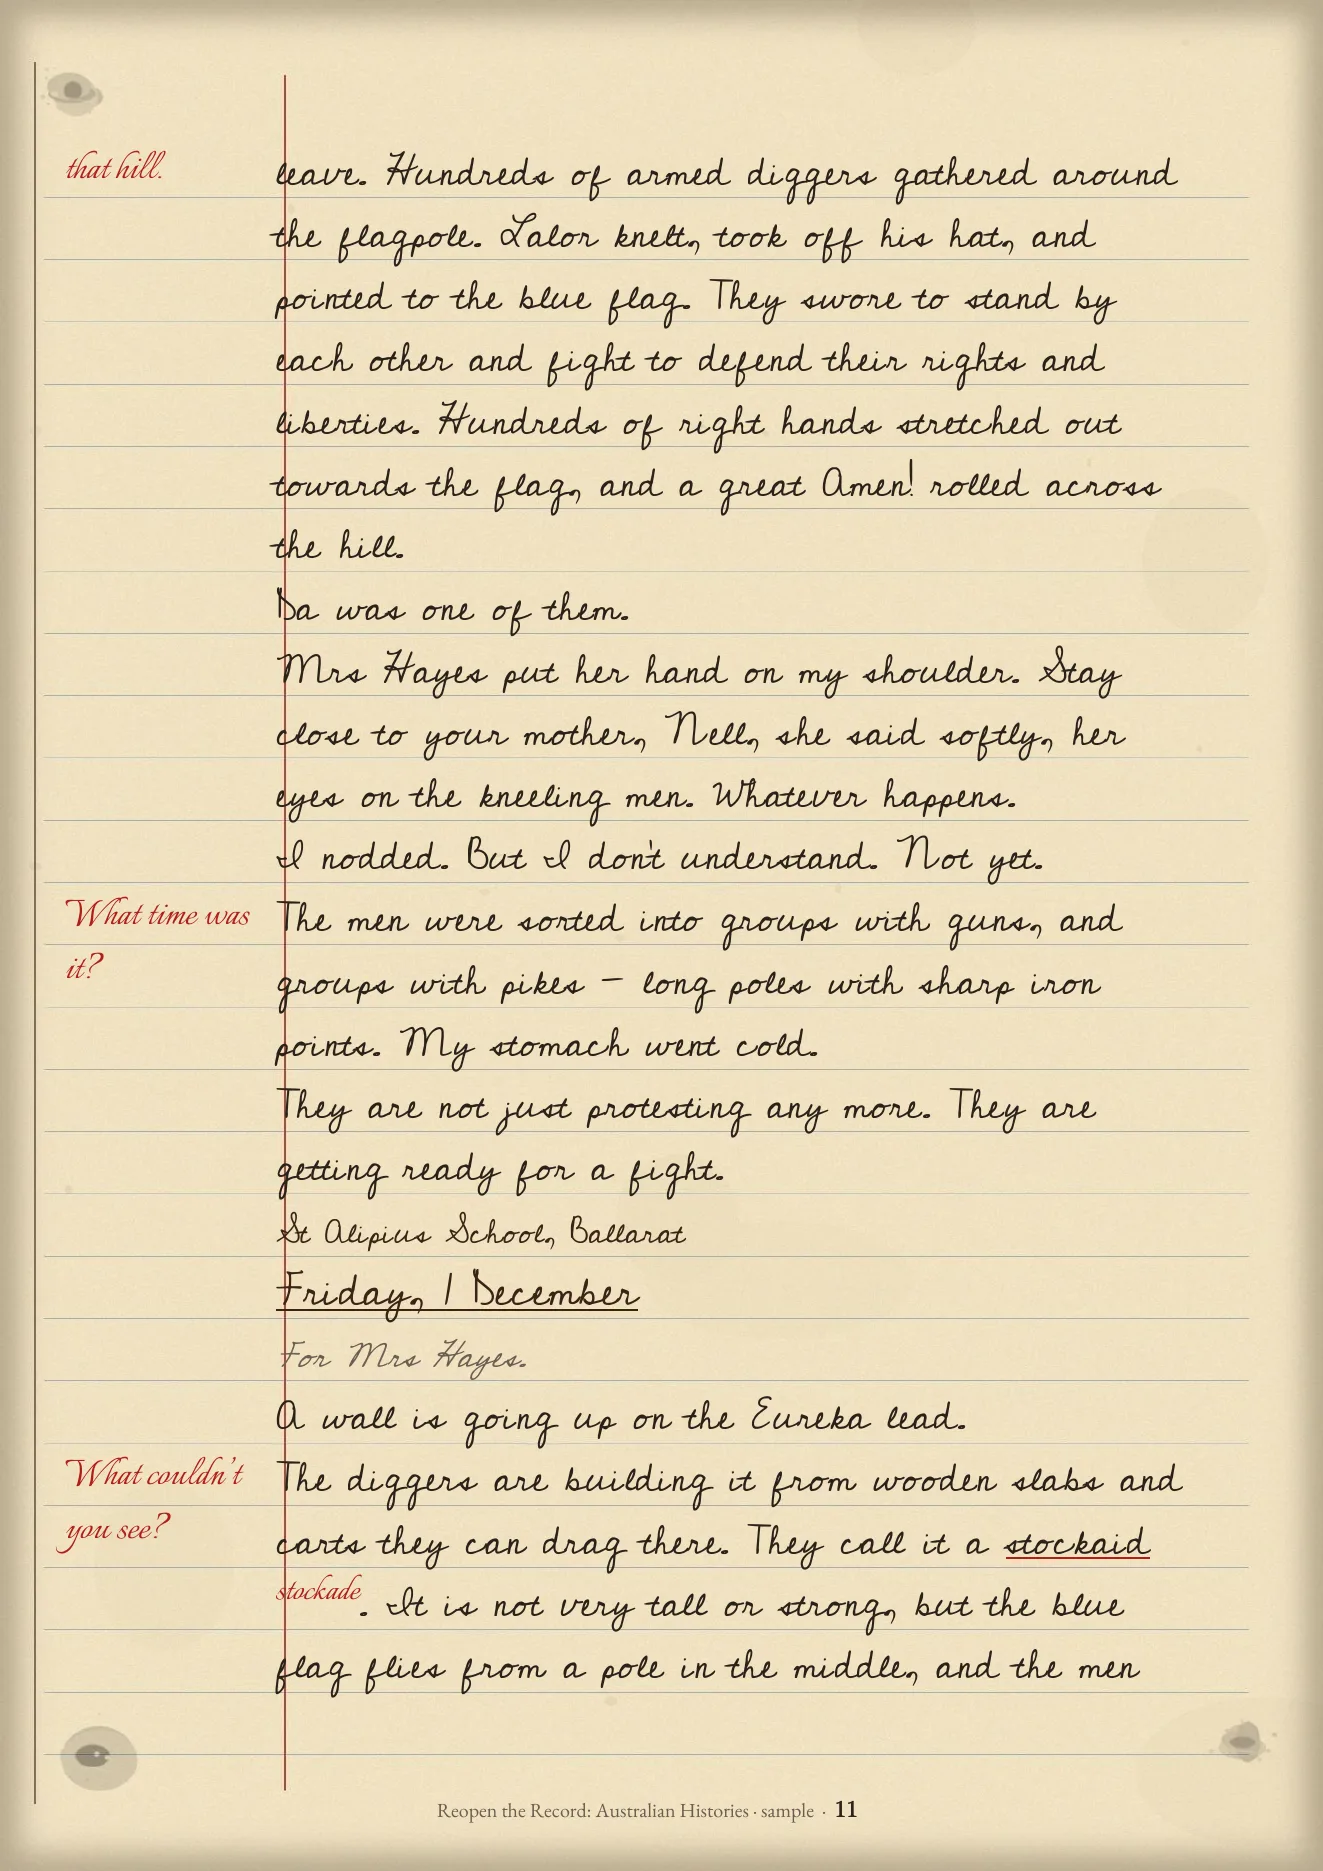 that hill.
leave. Hundreds of armed diggers gathered around
the flagpole. Lalor knelt, took off his hat, and
pointed to the blue flag. They swore to stand by
each other and fight to defend their rights and
liberties. Hundreds of right hands stretched out
towards the flag, and a great Amen! rolled across
the hill.
Da was one of them.
Mrs Hayes put her hand on my shoulder. Stay
close to your mother, Nell, she said softly, her
eyes on the kneeling men. Whatever happens.
I nodded. But I don't understand. Not yet.
What time was
it?
The men were sorted into groups with guns, and
groups with pikes – long poles with sharp iron
points. My stomach went cold.
They are not just protesting any more. They are
getting ready for a fight.
St Alipius School, Ballarat
Friday, 1 December
For Mrs Hayes.
A wall is going up on the Eureka lead.
What couldn't
you see?
The diggers are building it from wooden slabs and
carts they can drag there. They call it a stockaid
stockade. It is not very tall or strong, but the blue
flag flies from a pole in the middle, and the men
Reopen the Record: Australian Histories · sample · 11